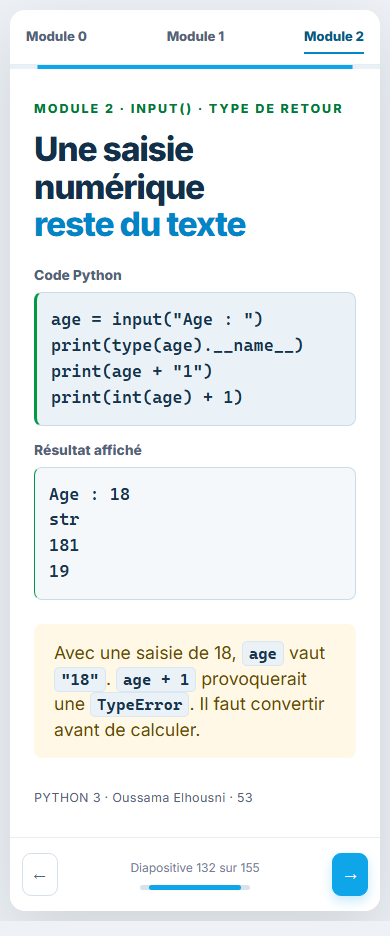 Module 0
Module 1
Module 2
MODULE 2 · INPUT() · TYPE DE RETOUR
Une saisie
numérique
reste du texte
Code Python
age = input("Age : ")
print(type(age).__name__)
print(age + "1")
print(int(age) + 1)
Résultat affiché
Age : 18
str
181
19
Avec une saisie de 18, age vaut
"18" . age + 1 provoquerait
une TypeError . Il faut convertir
avant de calculer.
PYTHON 3 · Oussama Elhousni · 53
←
Diapositive 132 sur 155
→